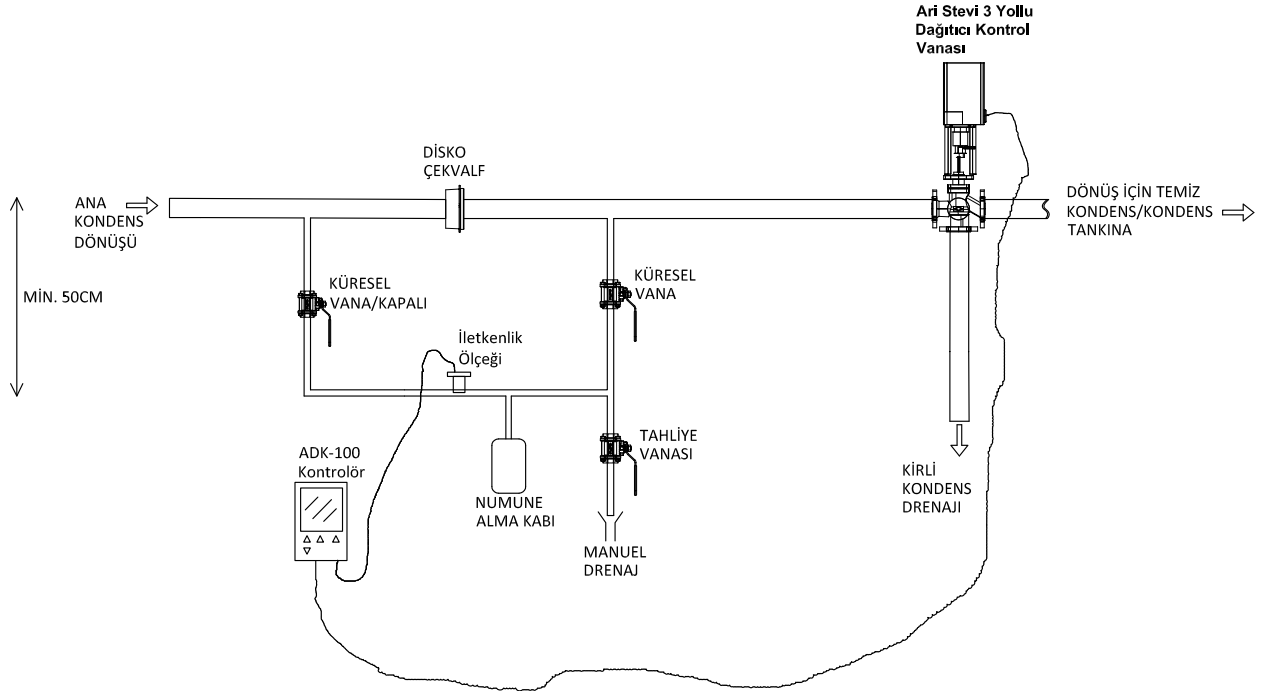 Ari Stevi 3 Yollu
Dağıtıcı Kontrol
Vanası
DİSKO
ÇEKVALF
ANA
KONDENS
DÖNÜŞÜ
DÖNÜŞ İÇİN TEMİZ
KONDENS/KONDENS
TANKINA
MİN. 50CM
KÜRESEL
VANA/KAPALI
KÜRESEL
VANA
İletkenlik
Ölçeği
ADK-100
Kontrolör
TAHLİYE
VANASI
NUMUNE
ALMA KABI
MANUEL
DRENAJ
KİRLİ
KONDENS
DRENAJI